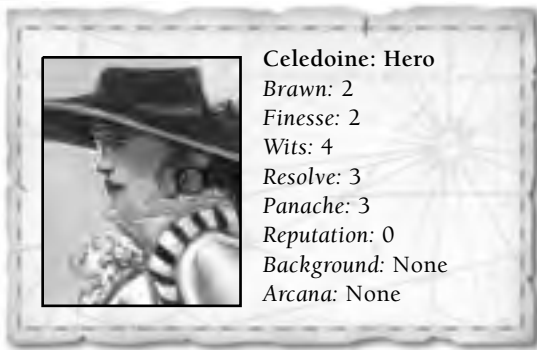 Celedoine: Hero
Brawn: 2
Finesse: 2
Wits: 4
Resolve: 3
Panache: 3
Reputation: 0
Background: None
Arcana: None